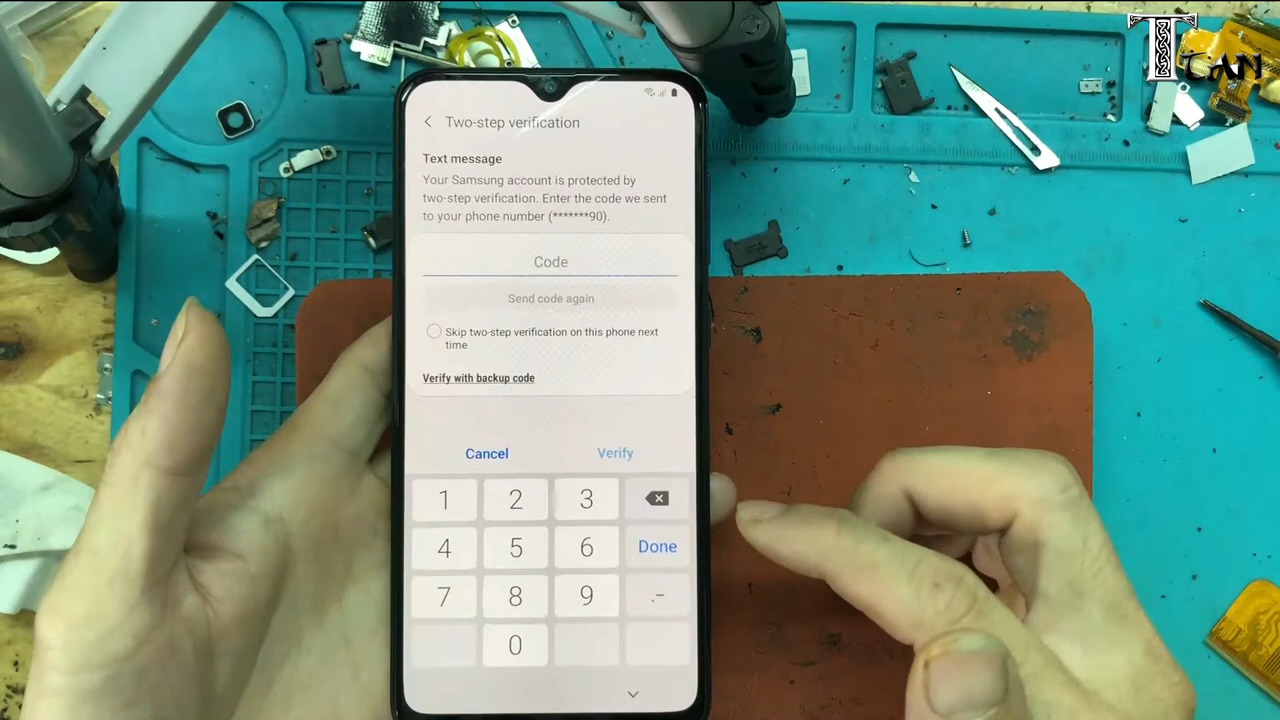 T
CAN
Two-step verification
Text message
Your Samsung account is protected by
two-step verification. Enter the code we sent
to your phone number (*******90).
Code
Send code again
Skip two-step verification on this phone next
time
Verify with backup code
Cancel Verify
1 2 3
4 5 6 Done
7 8 9 .-
0